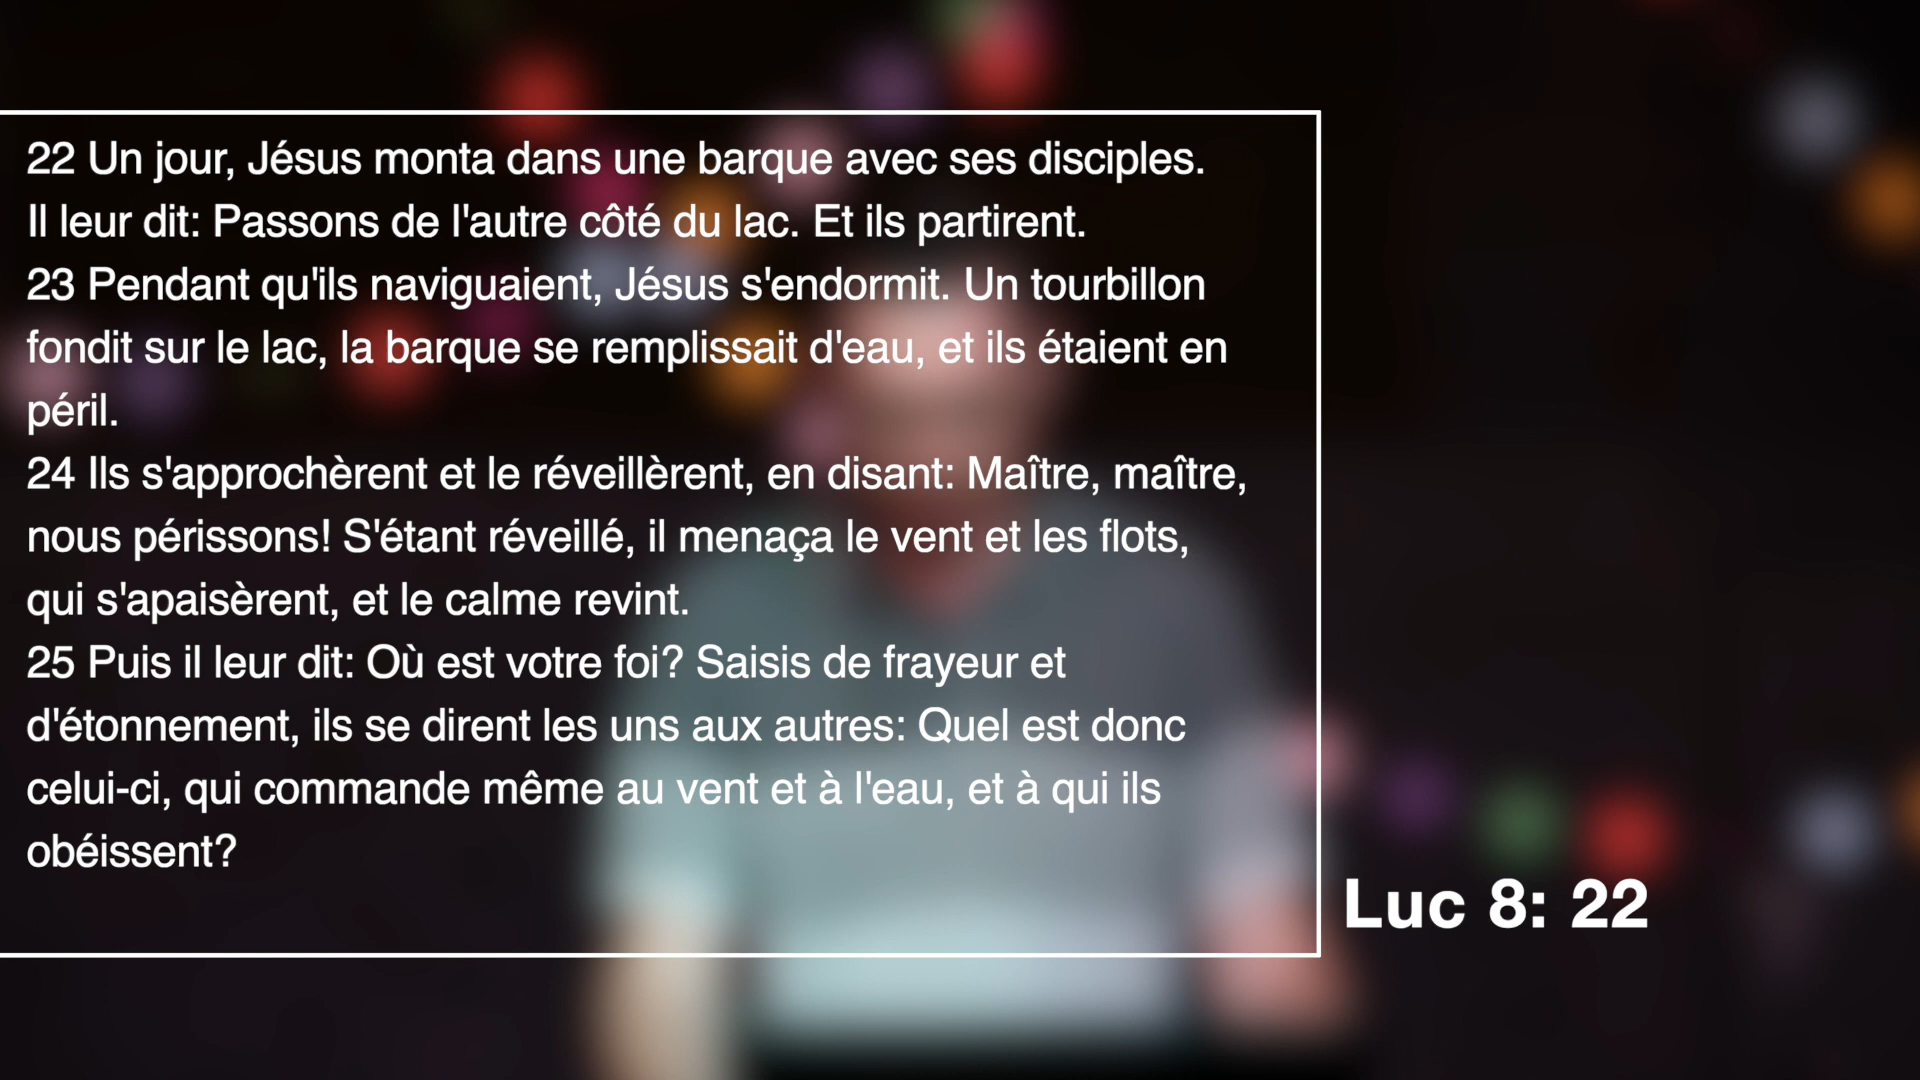 22 Un jour, Jésus monta dans une barque avec ses disciples.
Il leur dit: Passons de l'autre côté du lac. Et ils partirent.
23 Pendant qu'ils naviguaient, Jésus s'endormit. Un tourbillon
fondit sur le lac, la barque se remplissait d'eau, et ils étaient en
péril.
24 Ils s'approchèrent et le réveillèrent, en disant: Maître, maître,
nous périssons! S'étant réveillé, il menaça le vent et les flots,
qui s'apaisèrent, et le calme revint.
25 Puis il leur dit: Où est votre foi? Saisis de frayeur et
d'étonnement, ils se dirent les uns aux autres: Quel est donc
celui-ci, qui commande même au vent et à l'eau, et à qui ils
obéissent?
Luc 8: 22